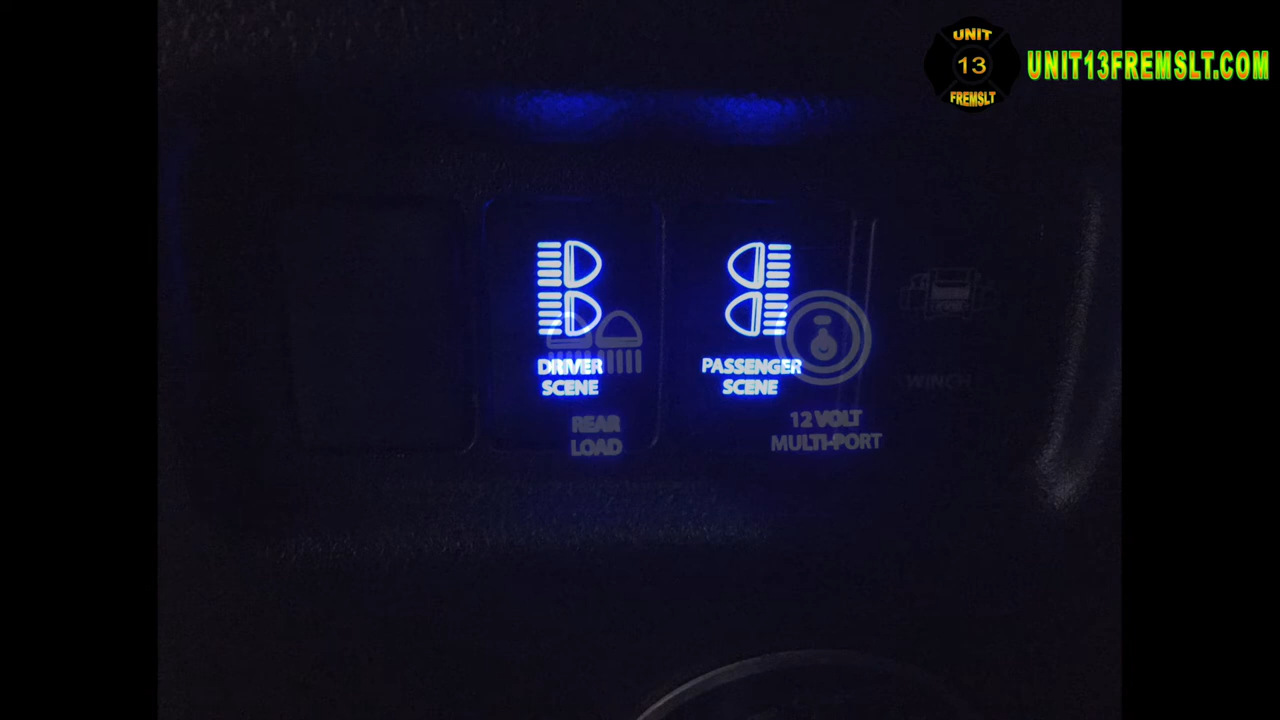 UNIT
13
FREMSLT
UNIT13FREMSLT.COM
DRIVER
SCENE
PASSENGER
SCENE
REAR
LOAD
12 VOLT
MULTI-PORT
WINCH